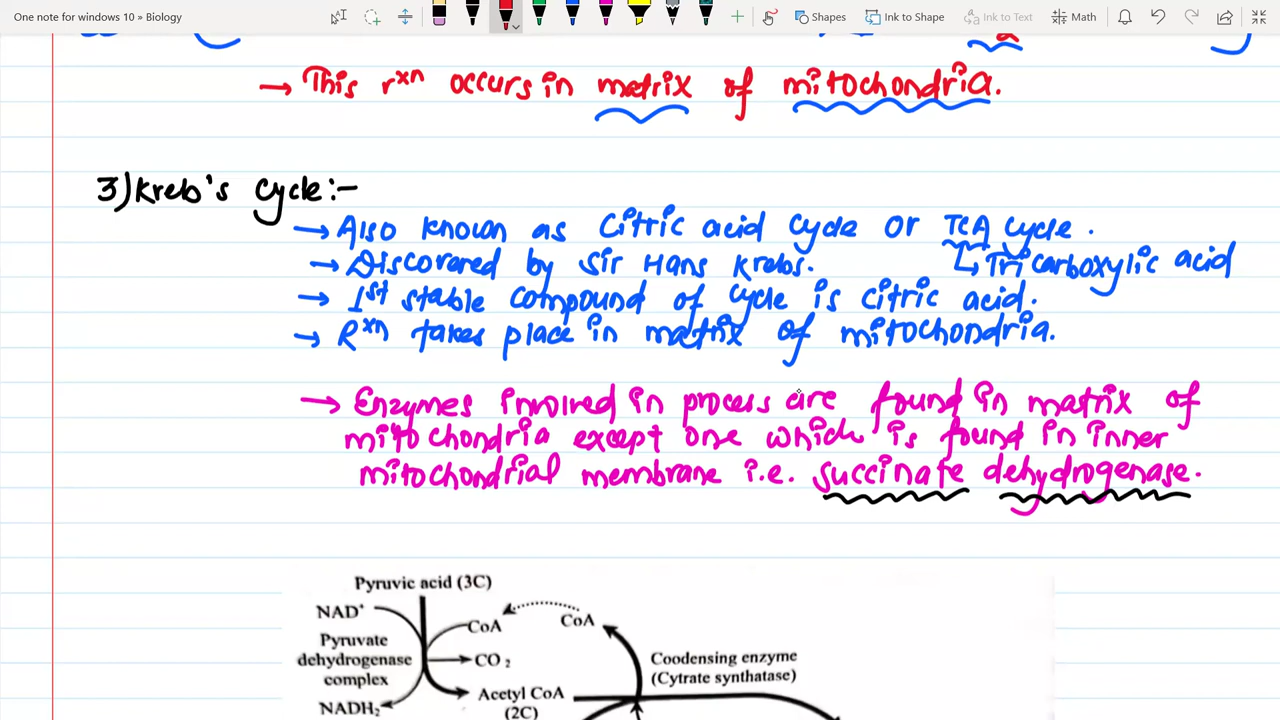 One note for windows 10 » Biology
Shapes Ink to Shape Ink to Text Math
→ This rxn occurs in matrix of mitochondria.
3) Kreb's Cycle:-
→ Also known as Citric acid cycle or TCA cycle.
→ Discovered by Sir Hans Krebs. ↳ Tri carboxylic acid
→ 1st stable compound of cycle is citric acid.
→ Rxn takes place in matrix of mitochondria.
→ Enzymes involved in process are found in matrix of
mitochondria except one which is found in inner
mitochondrial membrane i.e. succinate dehydrogenase.
Pyruvic acid (3C)
NAD+
CoA
CoA
Pyruvate
dehydrogenase
complex
CO2
Coodensing enzyme
(Cytrate synthatase)
Acetyl CoA
(2C)
NADH2